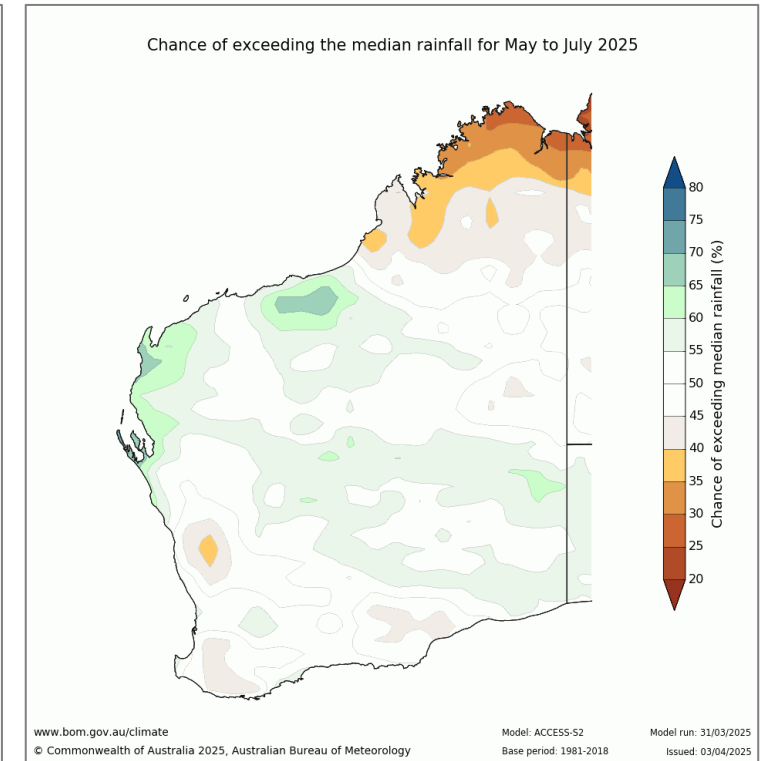 Chance of exceeding the median rainfall for May to July 2025
80
75
70
65
60
55
50
45
40
35
30
25
20
Chance of exceeding median rainfall (%)
www.bom.gov.au/climate
© Commonwealth of Australia 2025, Australian Bureau of Meteorology
Model: ACCESS-S2
Base period: 1981-2018
Model run: 31/03/2025
Issued: 03/04/2025